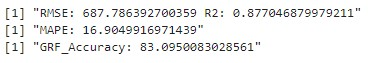 [1] "RMSE: 687.786392700359 R2: 0.877046879979211"
[1] "MAPE: 16.9049916971439"
[1] "GRF_Accuracy: 83.0950083028561"